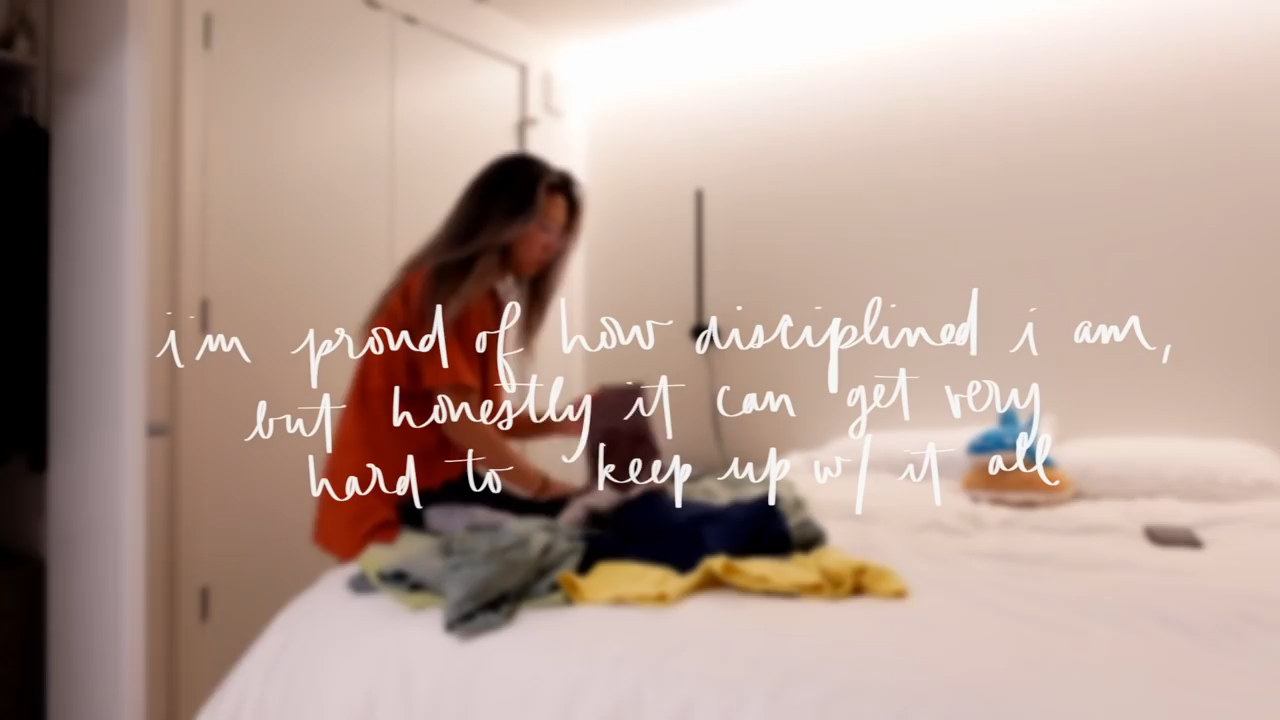 i'm proud of how disciplined i am,
but honestly it can get very
hard to keep up w/ it all